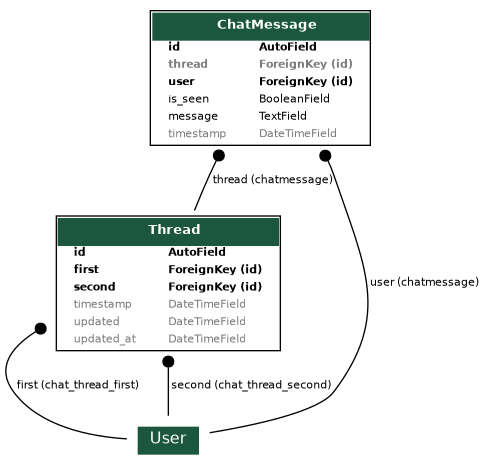 ChatMessage
id AutoField
thread ForeignKey (id)
user ForeignKey (id)
is_seen BooleanField
message TextField
timestamp DateTimeField
thread (chatmessage)
Thread
id AutoField
first ForeignKey (id)
second ForeignKey (id)
timestamp DateTimeField
updated DateTimeField
updated_at DateTimeField
user (chatmessage)
first (chat_thread_first)
second (chat_thread_second)
User